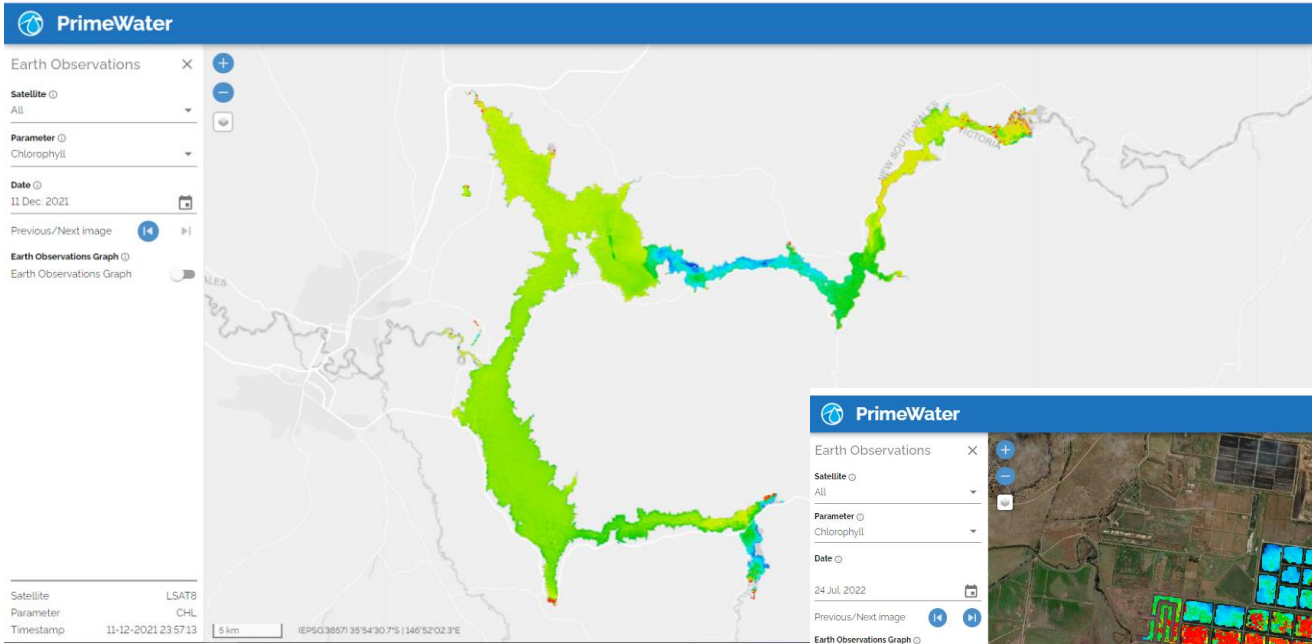 PrimeWater
Earth Observations
Satellite
All
Parameter
Chlorophyll
Date
11 Dec. 2021
Previous/Next image
Earth Observations Graph
Earth Observations Graph
Satellite LSAT8
Parameter CHL
Timestamp 11-12-2021 23:57:13
ALES
NEW SOUTH WALES
VICTORIA
5 km
(EPSG:3857) 35°54'30.7"S | 146°52'02.3"E
PrimeWater
Earth Observations
Satellite
All
Parameter
Chlorophyll
Date
24 Jul. 2022
Previous/Next image
Earth Observations Graph